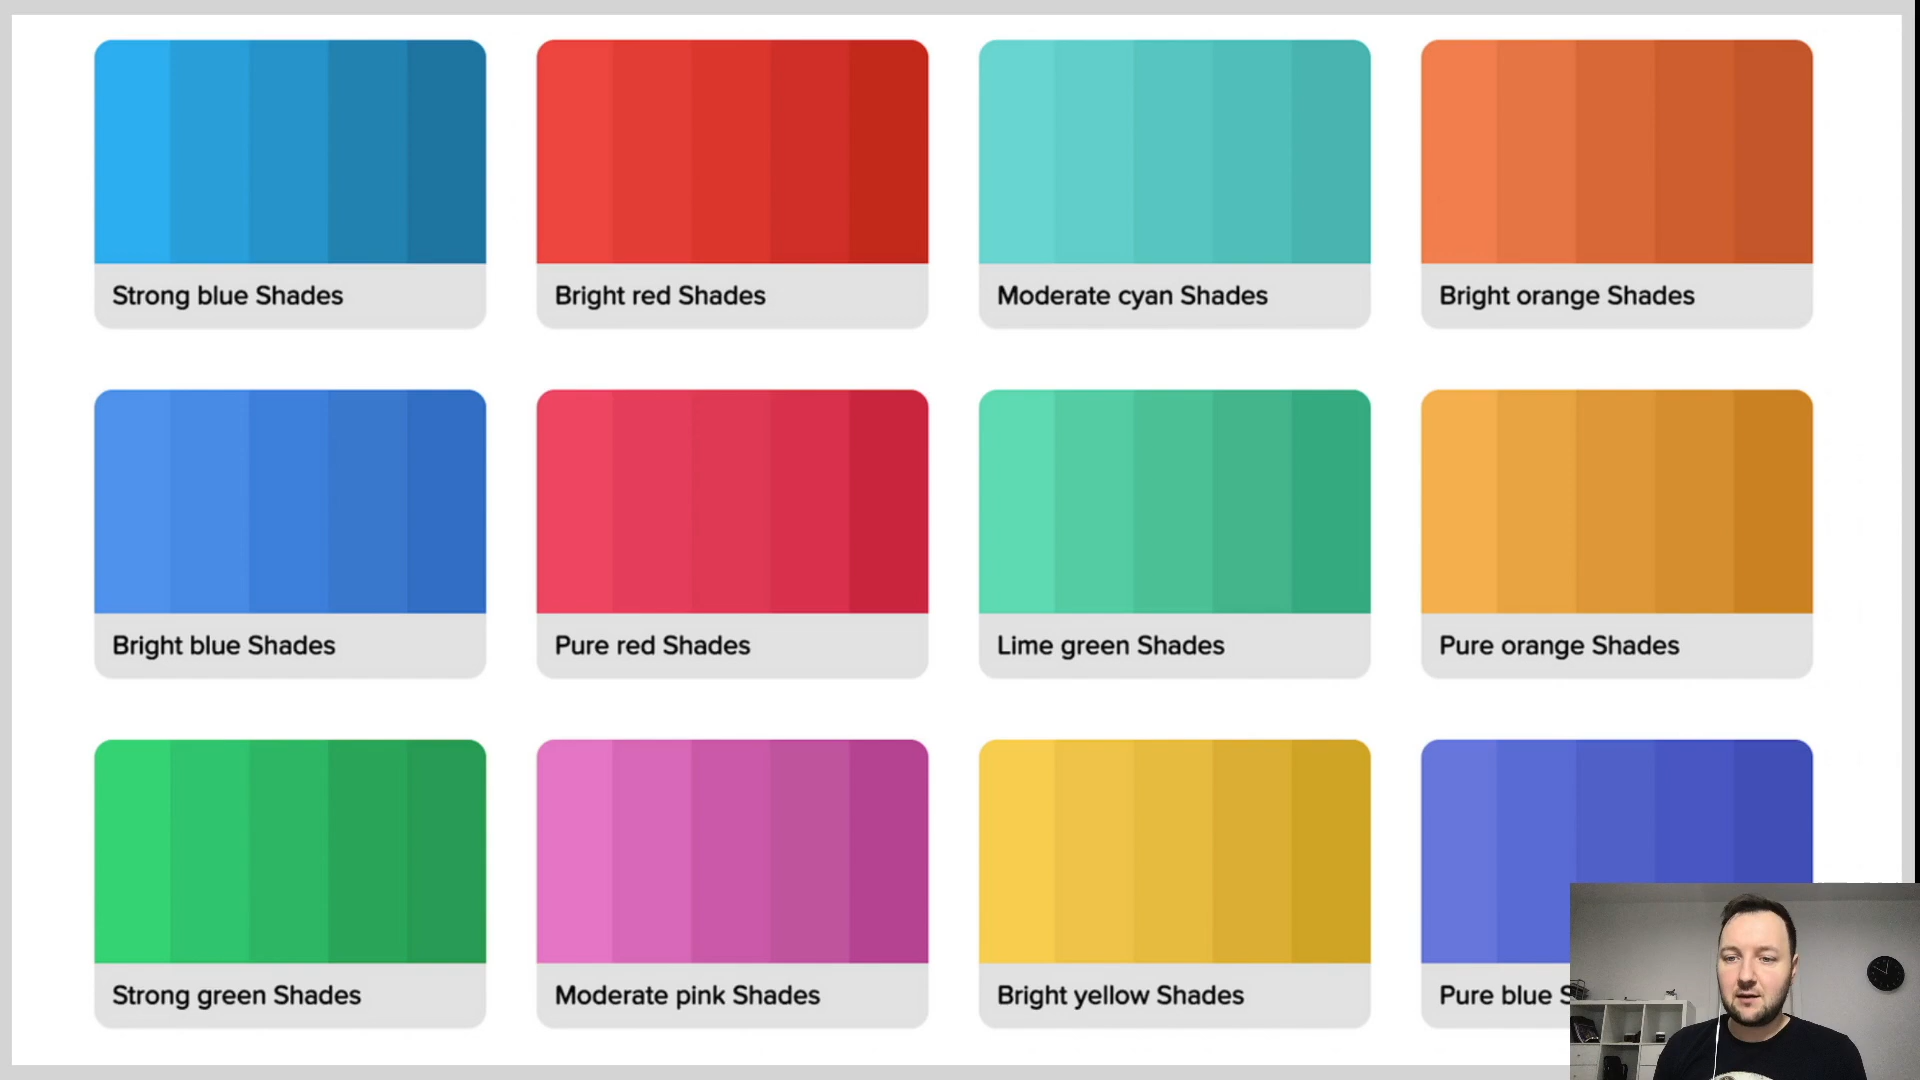 Strong blue Shades
Bright red Shades
Moderate cyan Shades
Bright orange Shades
Bright blue Shades
Pure red Shades
Lime green Shades
Pure orange Shades
Strong green Shades
Moderate pink Shades
Bright yellow Shades
Pure blue